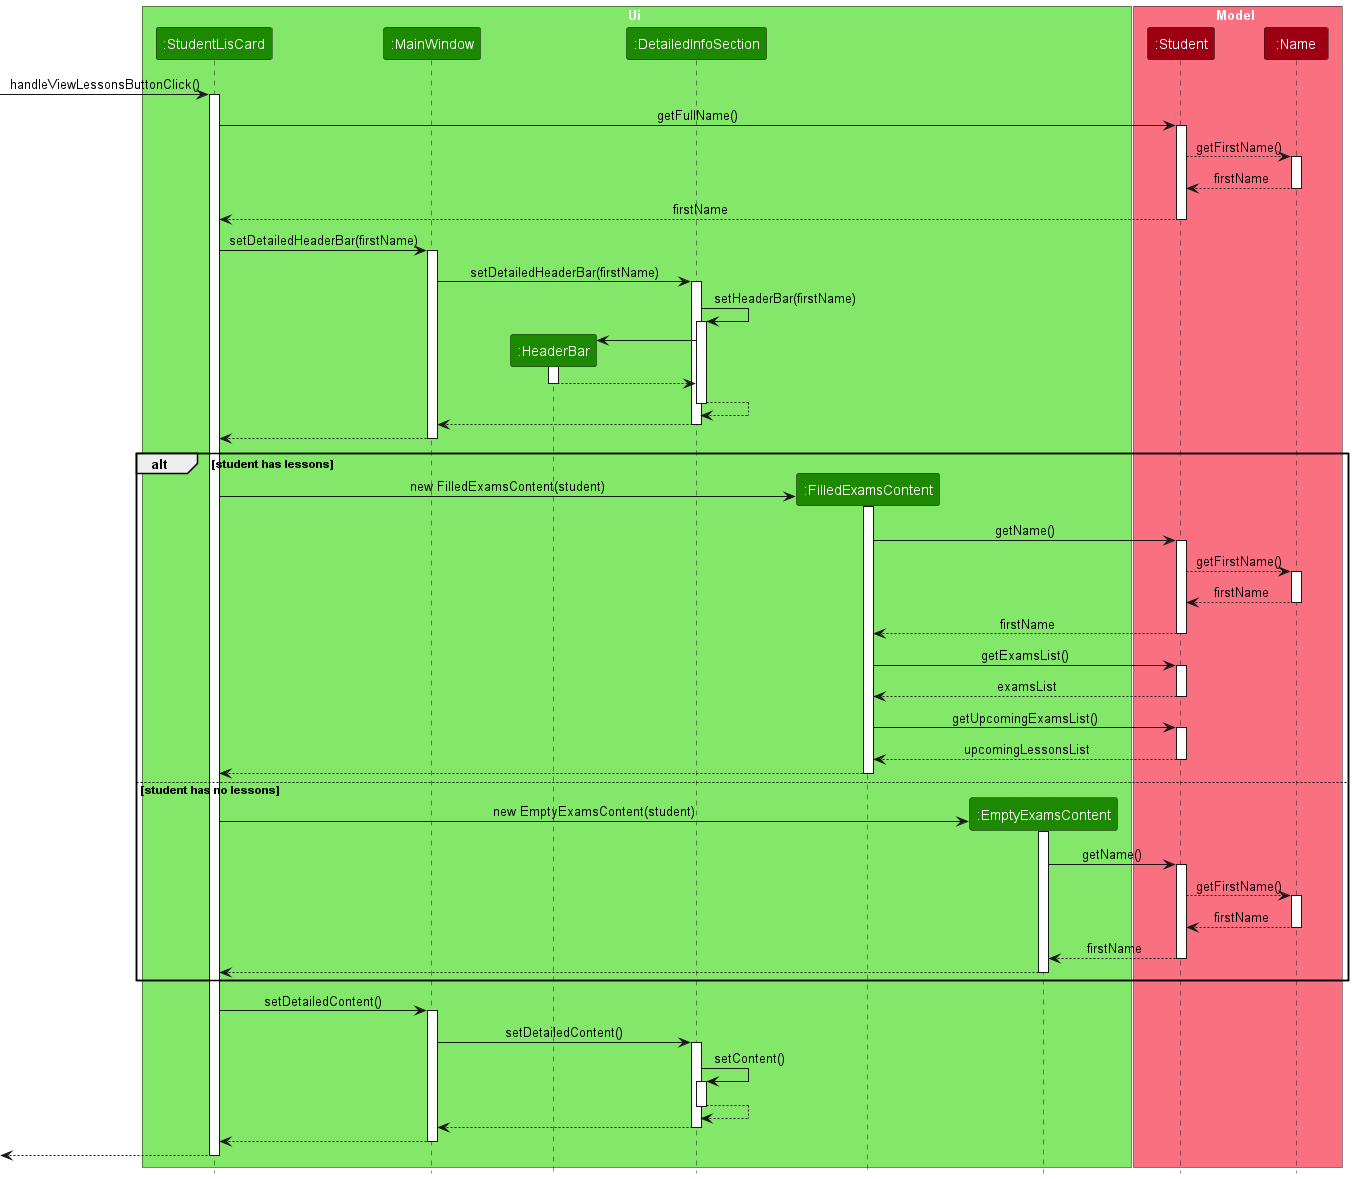 Ui
Model
:StudentLisCard
:MainWindow
:DetailedInfoSection
:Student
:Name
handleViewLessonsButtonClick()
getFullName()
getFirstName()
firstName
firstName
setDetailedHeaderBar(firstName)
setDetailedHeaderBar(firstName)
setHeaderBar(firstName)
:HeaderBar
alt
[student has lessons]
new FilledExamsContent(student)
:FilledExamsContent
getName()
getFirstName()
firstName
firstName
getExamsList()
examsList
getUpcomingExamsList()
upcomingLessonsList
[student has no lessons]
new EmptyExamsContent(student)
:EmptyExamsContent
getName()
getFirstName()
firstName
firstName
setDetailedContent()
setDetailedContent()
setContent()